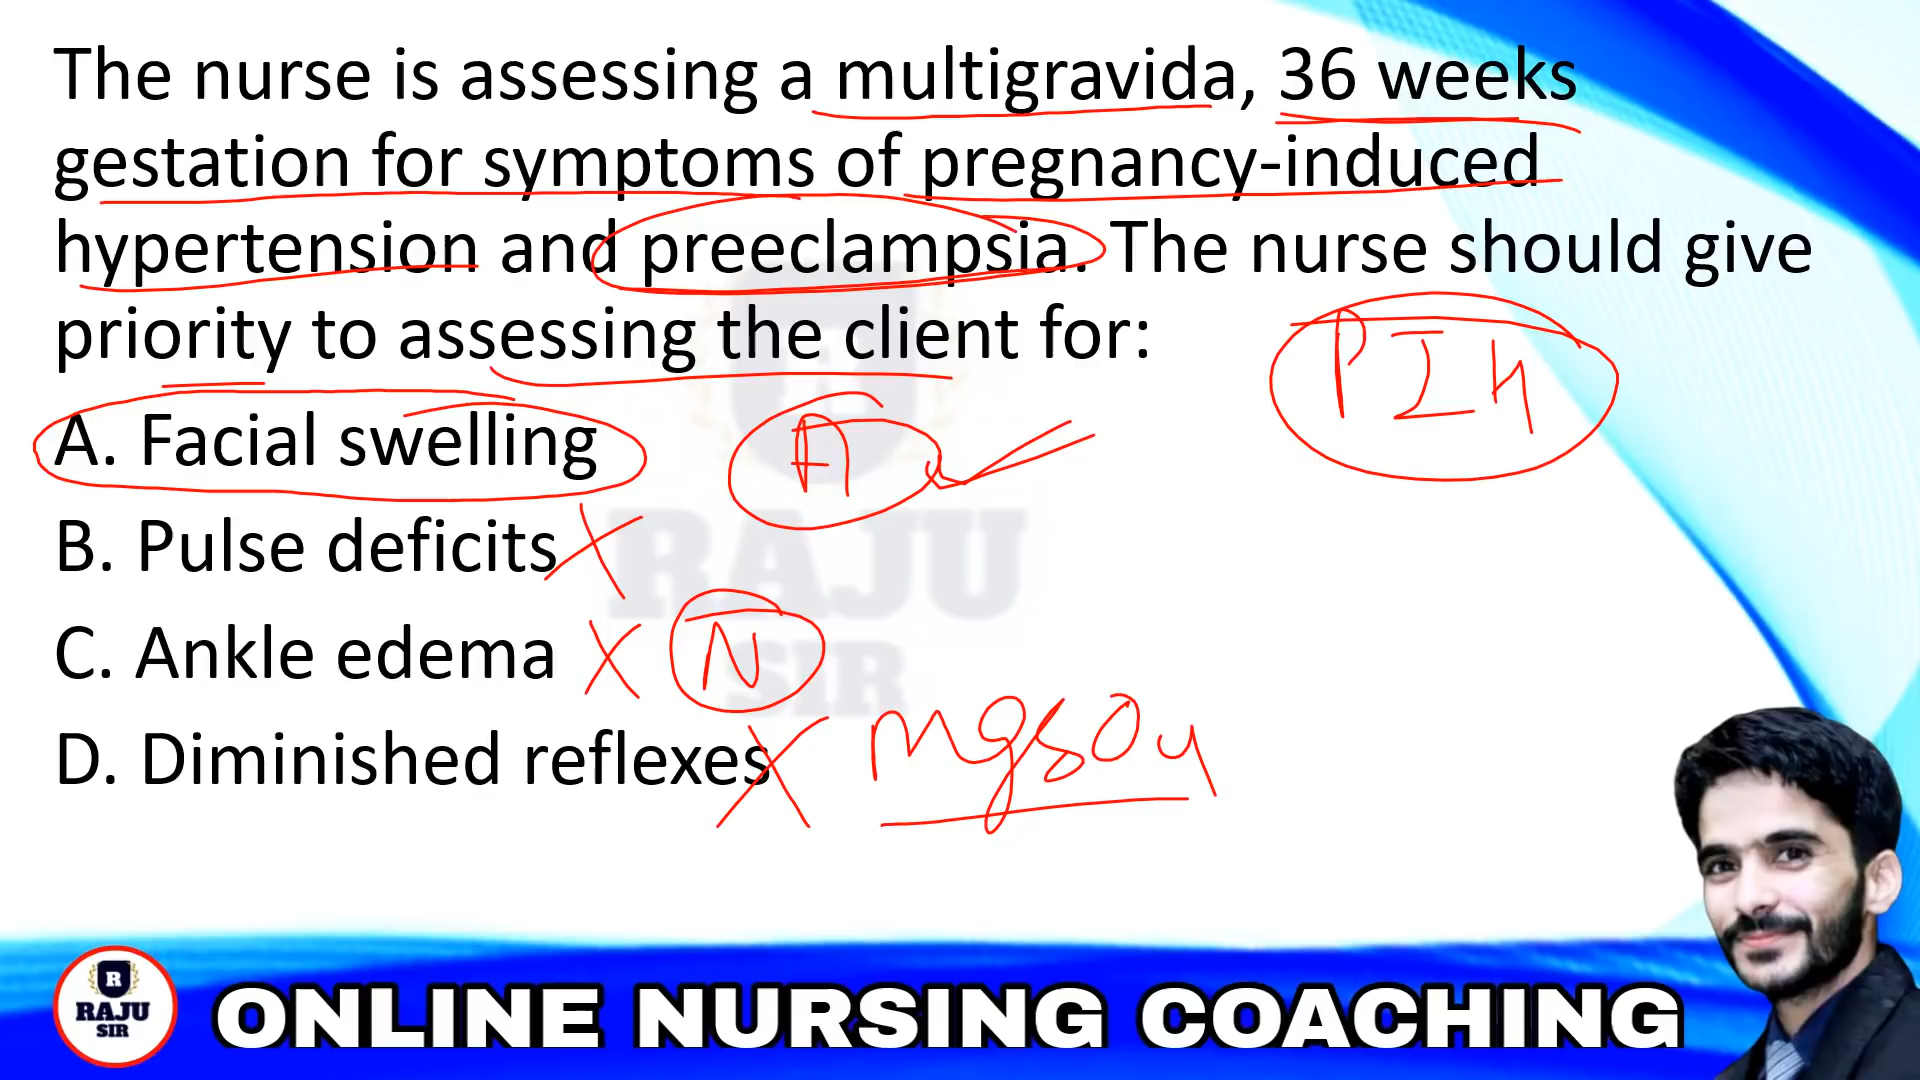 The nurse is assessing a multigravida, 36 weeks
gestation for symptoms of pregnancy-induced
hypertension and preeclampsia. The nurse should give
priority to assessing the client for:
PIH
A. Facial swelling
A
B. Pulse deficits
C. Ankle edema
N
D. Diminished reflexes
mgso4
R
RAJU
SIR
R
RAJU
SIR
ONLINE NURSING COACHING